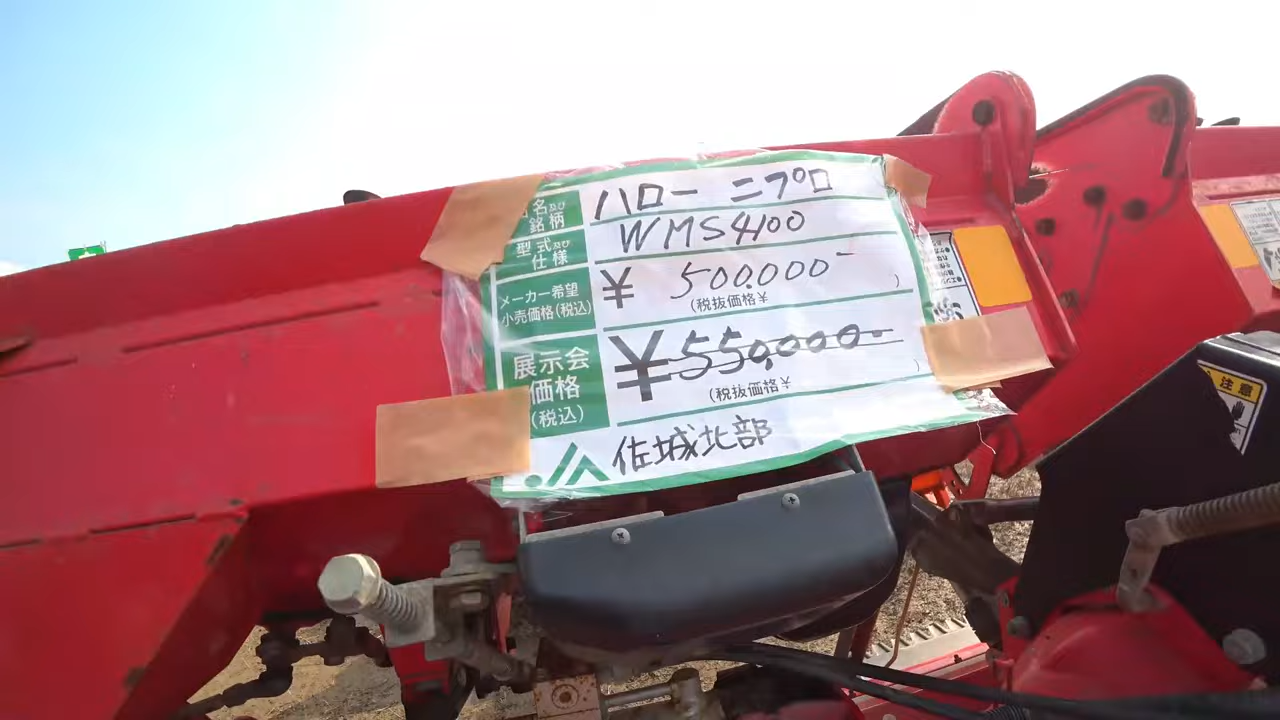 名及び
銘柄
ハロー ニプロ
型式及び
仕様
WMS4100
メーカー希望
小売価格(税込)
¥ 500.000-
(税抜価格¥ )
展示会
価格
(税込)
¥550,000-
(税抜価格¥ )
JA 佐城北部
注意